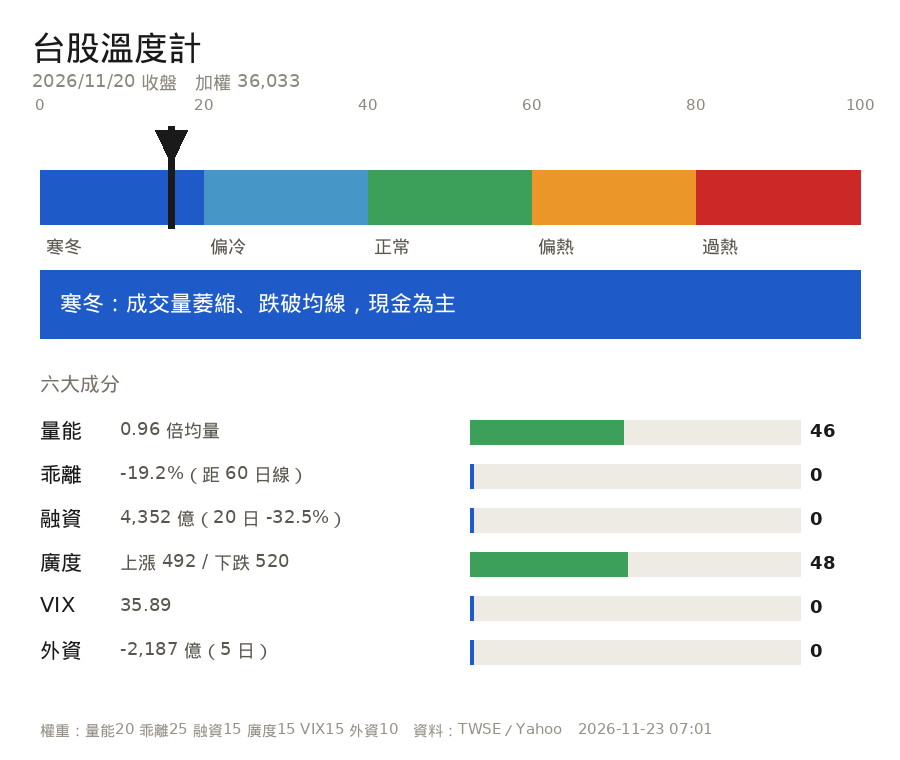 台股溫度計
2026/11/20 收盤 加權 36,033
0 20 40 60 80 100
寒冬 偏冷 正常 偏熱 過熱
寒冬：成交量萎縮、跌破均線，現金為主
六大成分
量能 0.96 倍均量 46
乖離 -19.2%（距 60 日線） 0
融資 4,352 億（20 日 -32.5%） 0
廣度 上漲 492 / 下跌 520 48
VIX 35.89 0
外資 -2,187 億（5 日） 0
權重：量能20 乖離25 融資15 廣度15 VIX15 外資10 資料：TWSE／Yahoo 2026-11-23 07:01